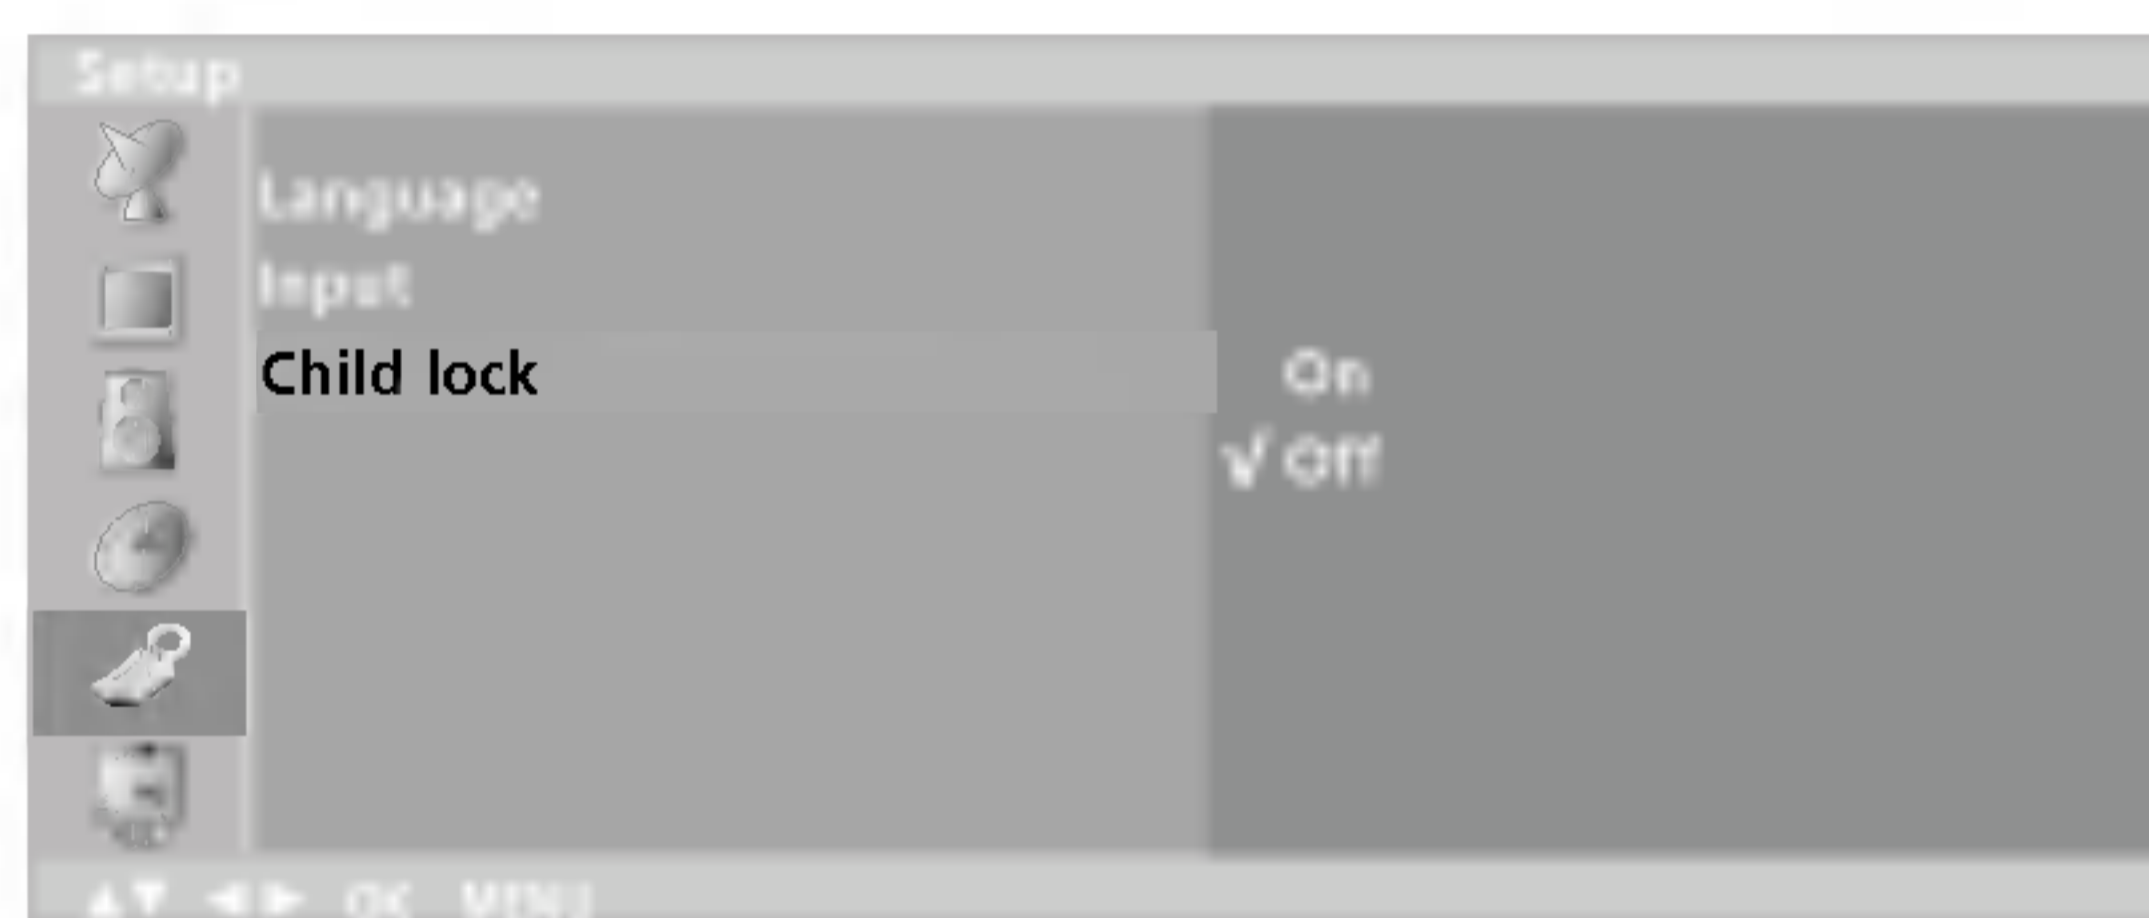 Setup
Language
Input
Child lock
On
√ Off
▲▼ ◀▶ OK MENU